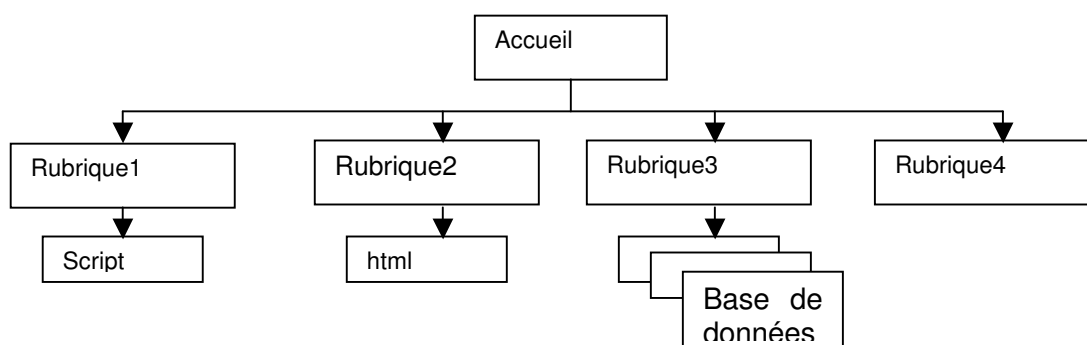 Accueil
Rubrique1
Rubrique2
Rubrique3
Rubrique4
Script
html
Base de
données